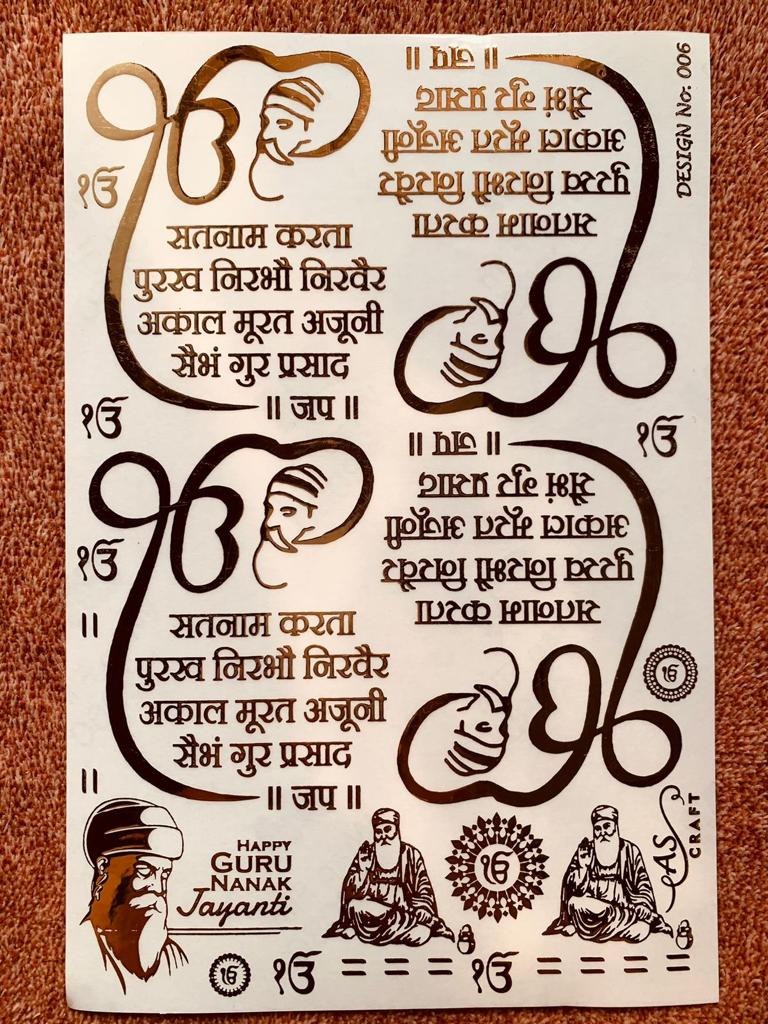 ੧ੴ
सतनाम करता
पुरख निरभौ निरवैर
अकाल मूरत अजूनी
सैभं गुर प्रसाद
॥ जप ॥
सतनाम करता
पुरख निरभौ निरवैर
अकाल मूरत अजूनी
सैभं गुर प्रसाद
॥ जप ॥
DESIGN No: 006
ੴ
ੴ
ੴ
सतनाम करता
पुरख निरभौ निरवैर
अकाल मूरत अजूनी
सैभं गुर प्रसाद
॥ जप ॥
सतनाम करता
पुरख निरभौ निरवैर
अकाल मूरत अजूनी
सैभं गुर प्रसाद
॥ जप ॥
ੴ
HAPPY
GURU
NANAK
Jayanti
ੴ
AS
CRAFT
ੴ
ੴ
ੴ